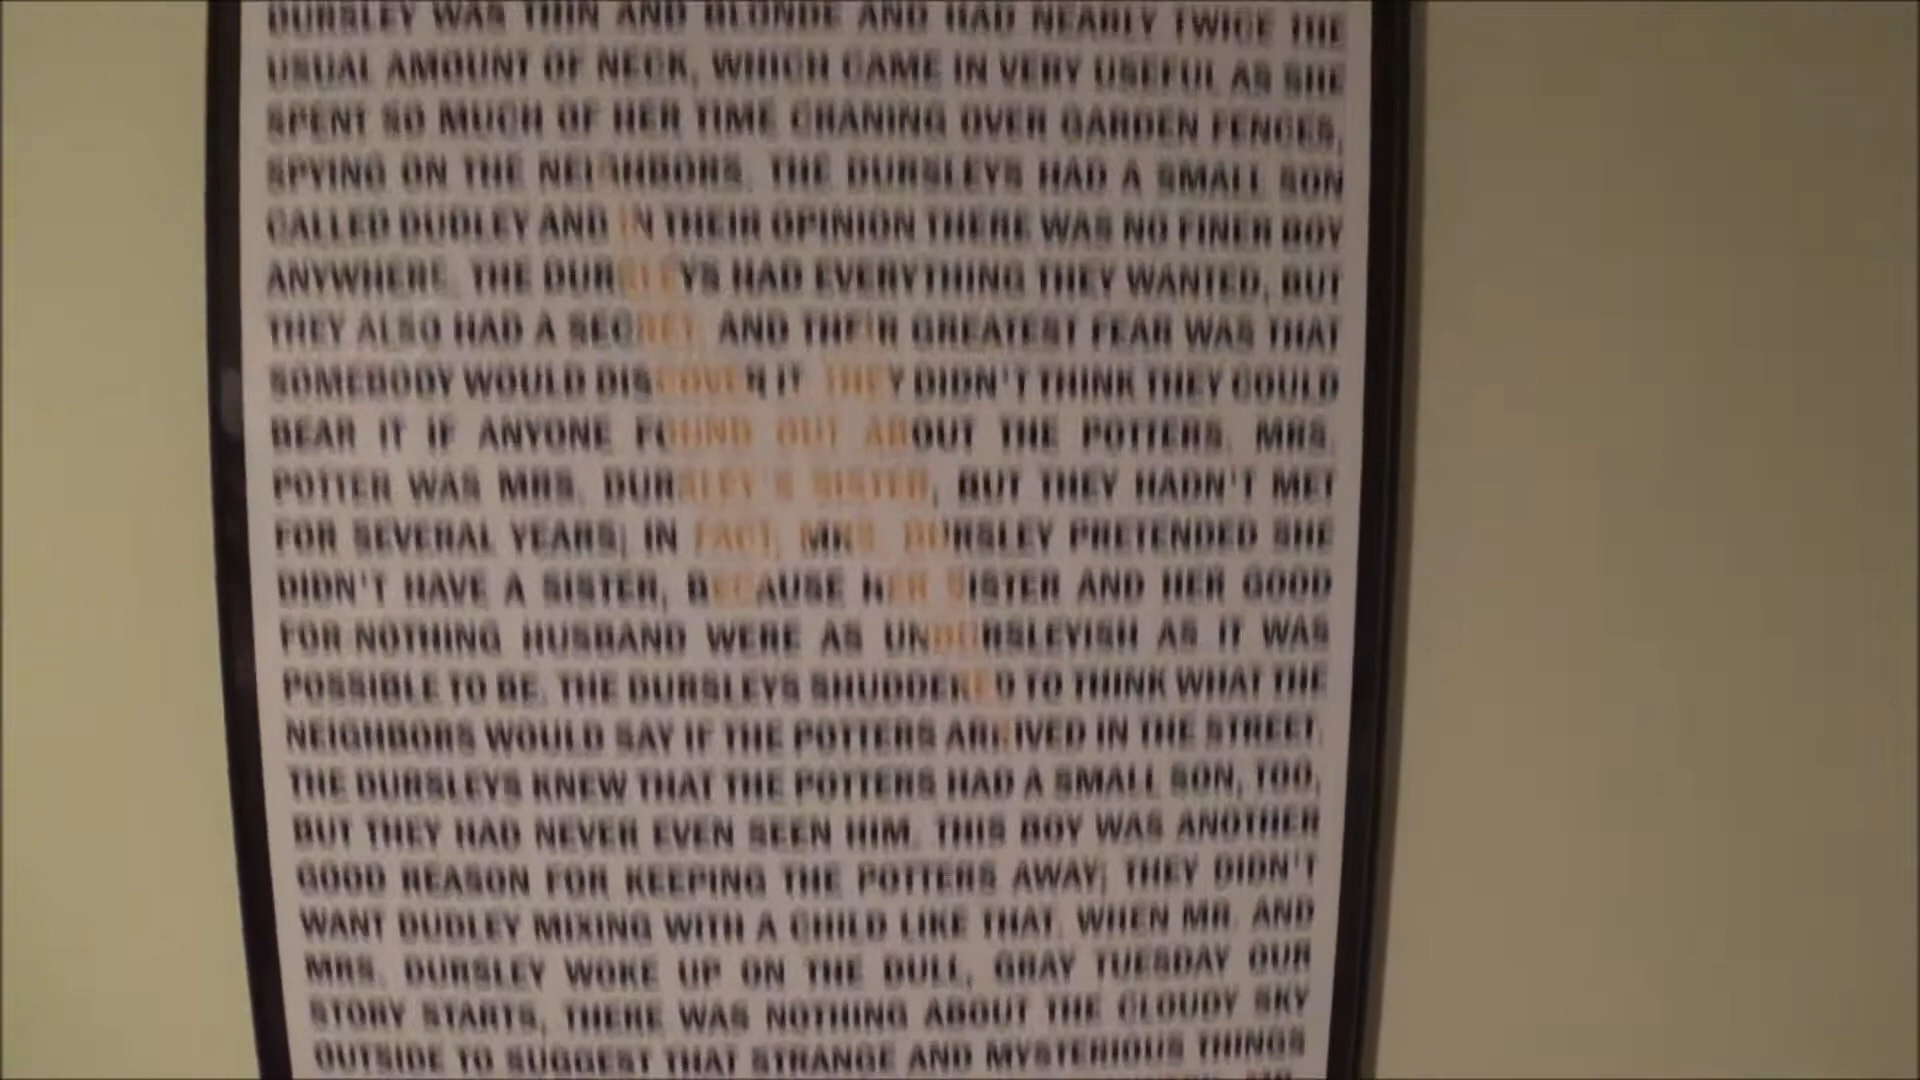 DURSLEY WAS THIN AND BLONDE AND HAD NEARLY TWICE THE
USUAL AMOUNT OF NECK, WHICH CAME IN VERY USEFUL AS SHE
SPENT SO MUCH OF HER TIME CRANING OVER GARDEN FENCES,
SPYING ON THE NEIGHBORS. THE DURSLEYS HAD A SMALL SON
CALLED DUDLEY AND IN THEIR OPINION THERE WAS NO FINER BOY
ANYWHERE. THE DURSLEYS HAD EVERYTHING THEY WANTED, BUT
THEY ALSO HAD A SECRET, AND THEIR GREATEST FEAR WAS THAT
SOMEBODY WOULD DISCOVER IT. THEY DIDN'T THINK THEY COULD
BEAR IT IF ANYONE FOUND OUT ABOUT THE POTTERS. MRS.
POTTER WAS MRS. DURSLEY'S SISTER, BUT THEY HADN'T MET
FOR SEVERAL YEARS; IN FACT, MRS. DURSLEY PRETENDED SHE
DIDN'T HAVE A SISTER, BECAUSE HER SISTER AND HER GOOD
FOR-NOTHING HUSBAND WERE AS UNDURSLEYISH AS IT WAS
POSSIBLE TO BE. THE DURSLEYS SHUDDERED TO THINK WHAT THE
NEIGHBORS WOULD SAY IF THE POTTERS ARRIVED IN THE STREET.
THE DURSLEYS KNEW THAT THE POTTERS HAD A SMALL SON, TOO,
BUT THEY HAD NEVER EVEN SEEN HIM. THIS BOY WAS ANOTHER
GOOD REASON FOR KEEPING THE POTTERS AWAY; THEY DIDN'T
WANT DUDLEY MIXING WITH A CHILD LIKE THAT. WHEN MR. AND
MRS. DURSLEY WOKE UP ON THE DULL, GRAY TUESDAY OUR
STORY STARTS, THERE WAS NOTHING ABOUT THE CLOUDY SKY
OUTSIDE TO SUGGEST THAT STRANGE AND MYSTERIOUS THINGS